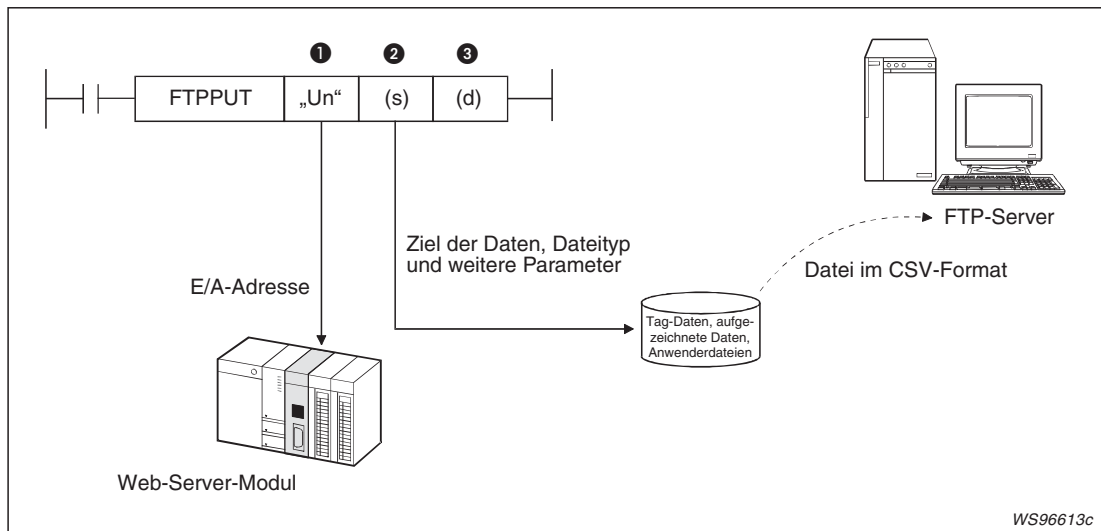 ❶ ❷ ❸
FTPPUT „Un“ (s) (d)
FTP-Server
Ziel der Daten, Dateityp
und weitere Parameter
Datei im CSV-Format
E/A-Adresse
Tag-Daten, aufge-
zeichnete Daten,
Anwenderdateien
Web-Server-Modul
WS96613c